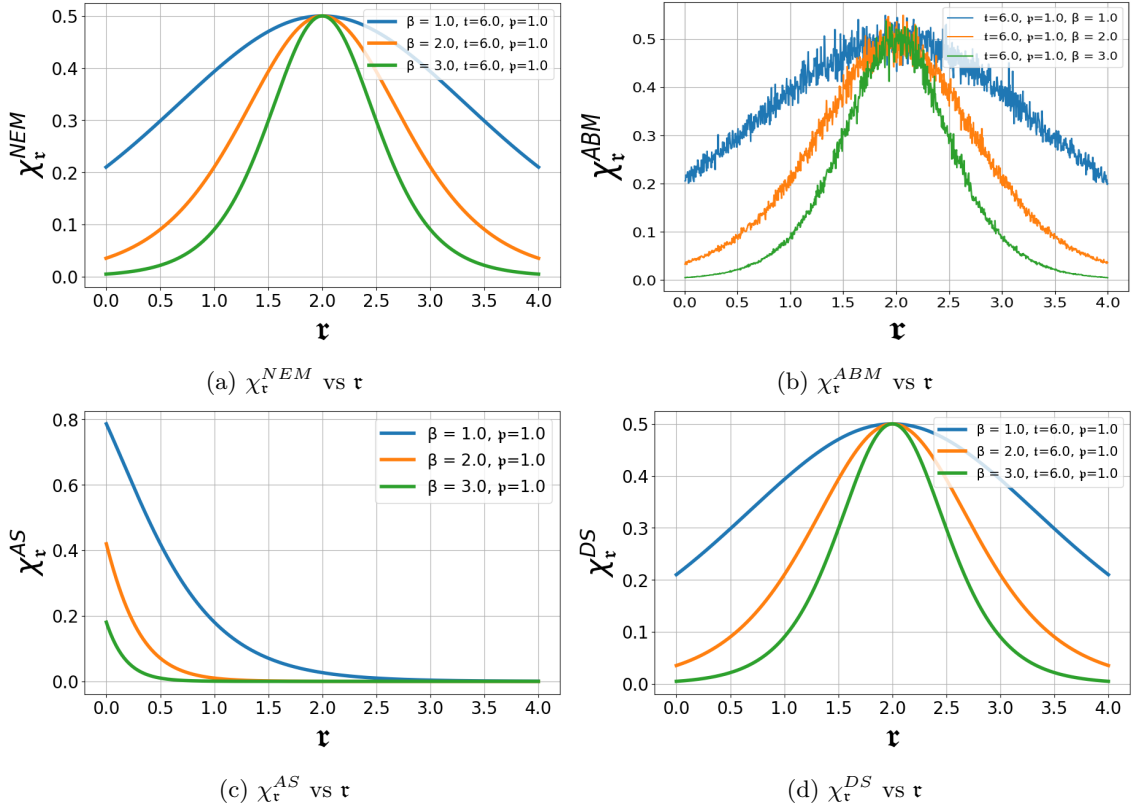 β = 1.0, 𝔱=6.0, 𝔭=1.0
β = 2.0, 𝔱=6.0, 𝔭=1.0
β = 3.0, 𝔱=6.0, 𝔭=1.0
0.5
0.4
0.3
0.2
0.1
0.0
χ_𝔯^{NEM}
0.0 0.5 1.0 1.5 2.0 2.5 3.0 3.5 4.0
𝔯
(a) χ_𝔯^{NEM} vs 𝔯
𝔱=6.0, 𝔭=1.0, β = 1.0
𝔱=6.0, 𝔭=1.0, β = 2.0
𝔱=6.0, 𝔭=1.0, β = 3.0
0.5
0.4
0.3
0.2
0.1
0.0
χ_𝔯^{ABM}
0.0 0.5 1.0 1.5 2.0 2.5 3.0 3.5 4.0
𝔯
(b) χ_𝔯^{ABM} vs 𝔯
β = 1.0, 𝔭=1.0
β = 2.0, 𝔭=1.0
β = 3.0, 𝔭=1.0
0.8
0.6
0.4
0.2
0.0
χ_𝔯^{AS}
0.0 0.5 1.0 1.5 2.0 2.5 3.0 3.5 4.0
𝔯
(c) χ_𝔯^{AS} vs 𝔯
β = 1.0, 𝔱=6.0, 𝔭=1.0
β = 2.0, 𝔱=6.0, 𝔭=1.0
β = 3.0, 𝔱=6.0, 𝔭=1.0
0.5
0.4
0.3
0.2
0.1
0.0
χ_𝔯^{DS}
0.0 0.5 1.0 1.5 2.0 2.5 3.0 3.5 4.0
𝔯
(d) χ_𝔯^{DS} vs 𝔯